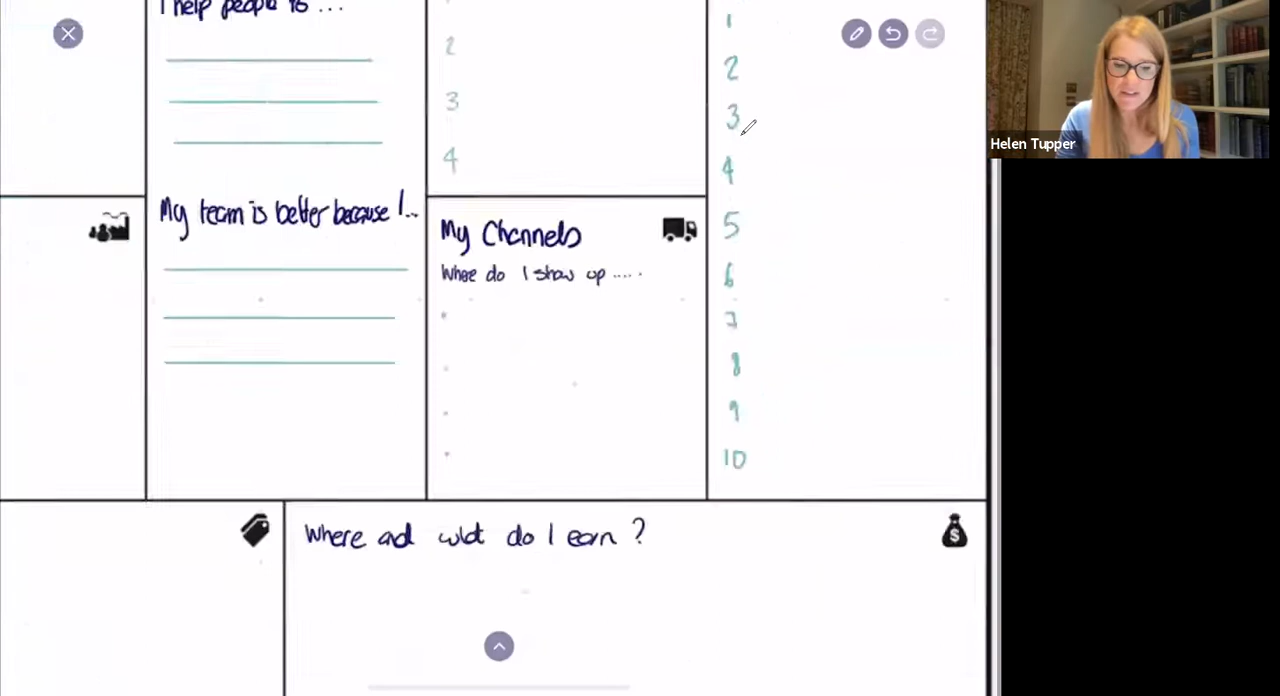 I help people to ...
My team is better because I...
2
3
4
My Channels
Where do I show up .....
1
2
3
4
5
6
7
8
9
10
Where and what do I earn ?
$
Helen Tupper